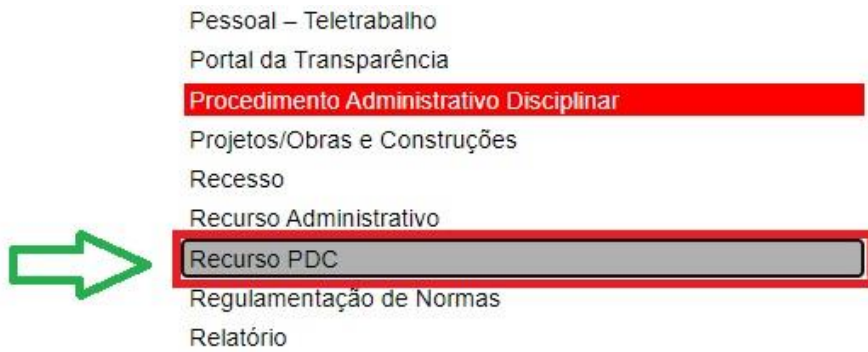 Pessoal – Teletrabalho
Portal da Transparência
Procedimento Administrativo Disciplinar
Projetos/Obras e Construções
Recesso
Recurso Administrativo
Recurso PDC
Regulamentação de Normas
Relatório